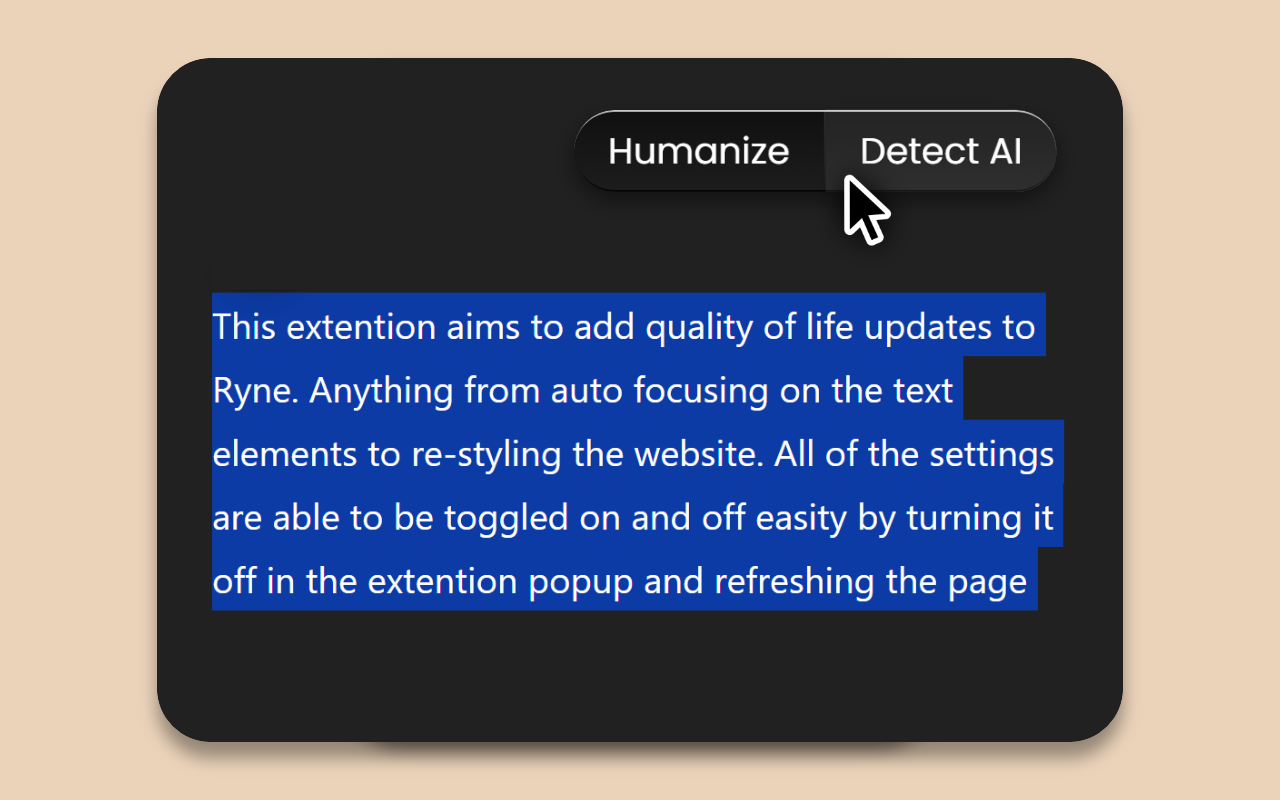 Humanize Detect AI
This extention aims to add quality of life updates to
Ryne. Anything from auto focusing on the text
elements to re-styling the website. All of the settings
are able to be toggled on and off easity by turning it
off in the extention popup and refreshing the page